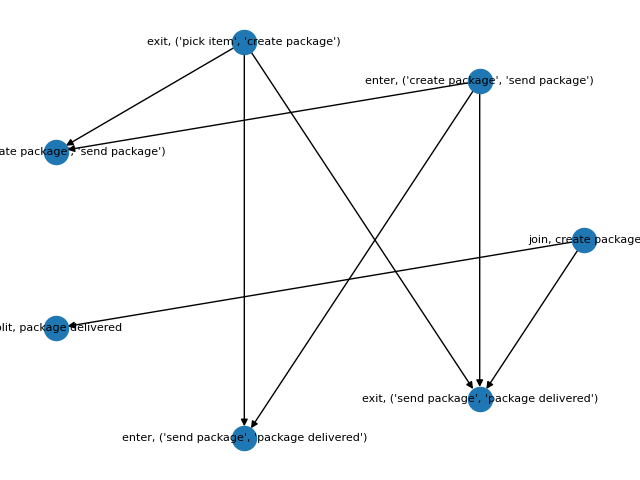 exit, ('pick item', 'create package')
enter, ('create package', 'send package')
ate package', 'send package')
join, create package
plit, package delivered
exit, ('send package', 'package delivered')
enter, ('send package', 'package delivered')